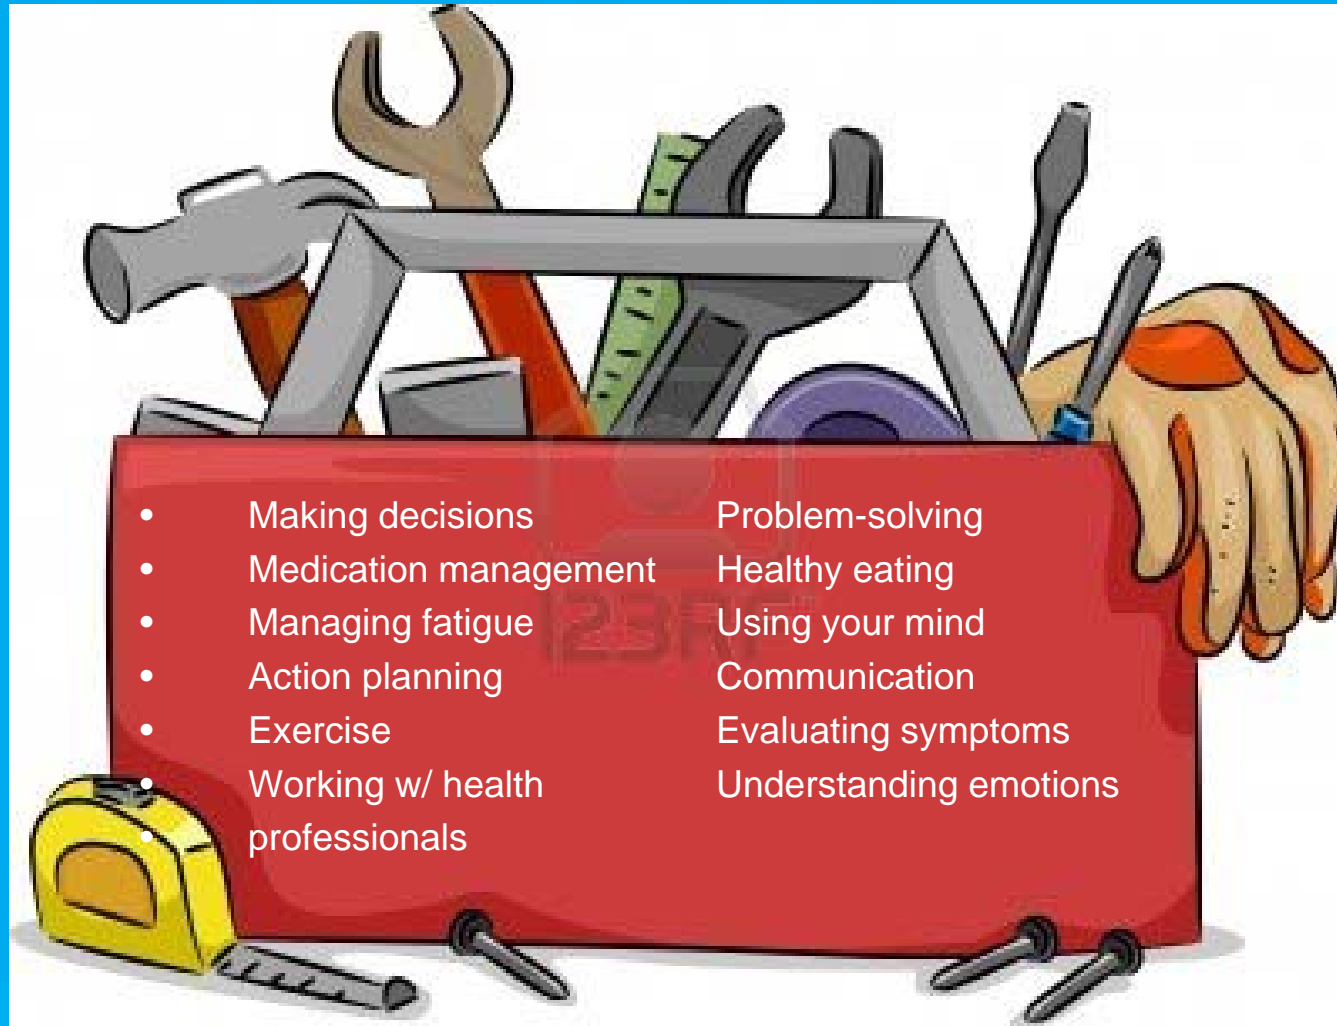 • Making decisions Problem-solving
• Medication management Healthy eating
• Managing fatigue Using your mind
• Action planning Communication
• Exercise Evaluating symptoms
• Working w/ health Understanding emotions
• professionals
123RF